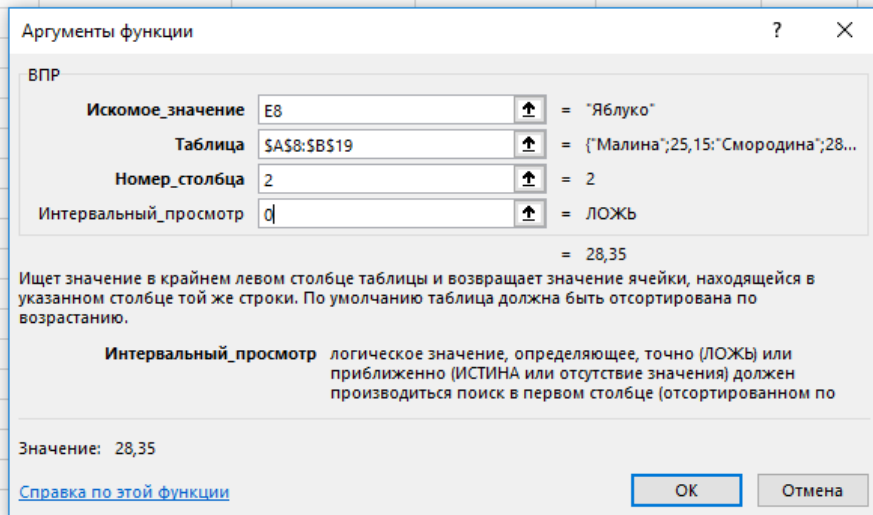 Аргументы функции ? ×
ВПР
Искомое_значение E8 = "Яблуко"
Таблица $A$8:$B$19 = {"Малина";25,15:"Смородина";28...
Номер_столбца 2 = 2
Интервальный_просмотр 0 = ЛОЖЬ
= 28,35
Ищет значение в крайнем левом столбце таблицы и возвращает значение ячейки, находящейся в
указанном столбце той же строки. По умолчанию таблица должна быть отсортирована по
возрастанию.
Интервальный_просмотр логическое значение, определяющее, точно (ЛОЖЬ) или
приближенно (ИСТИНА или отсутствие значения) должен
производиться поиск в первом столбце (отсортированном по
Значение: 28,35
Справка по этой функции ОК Отмена